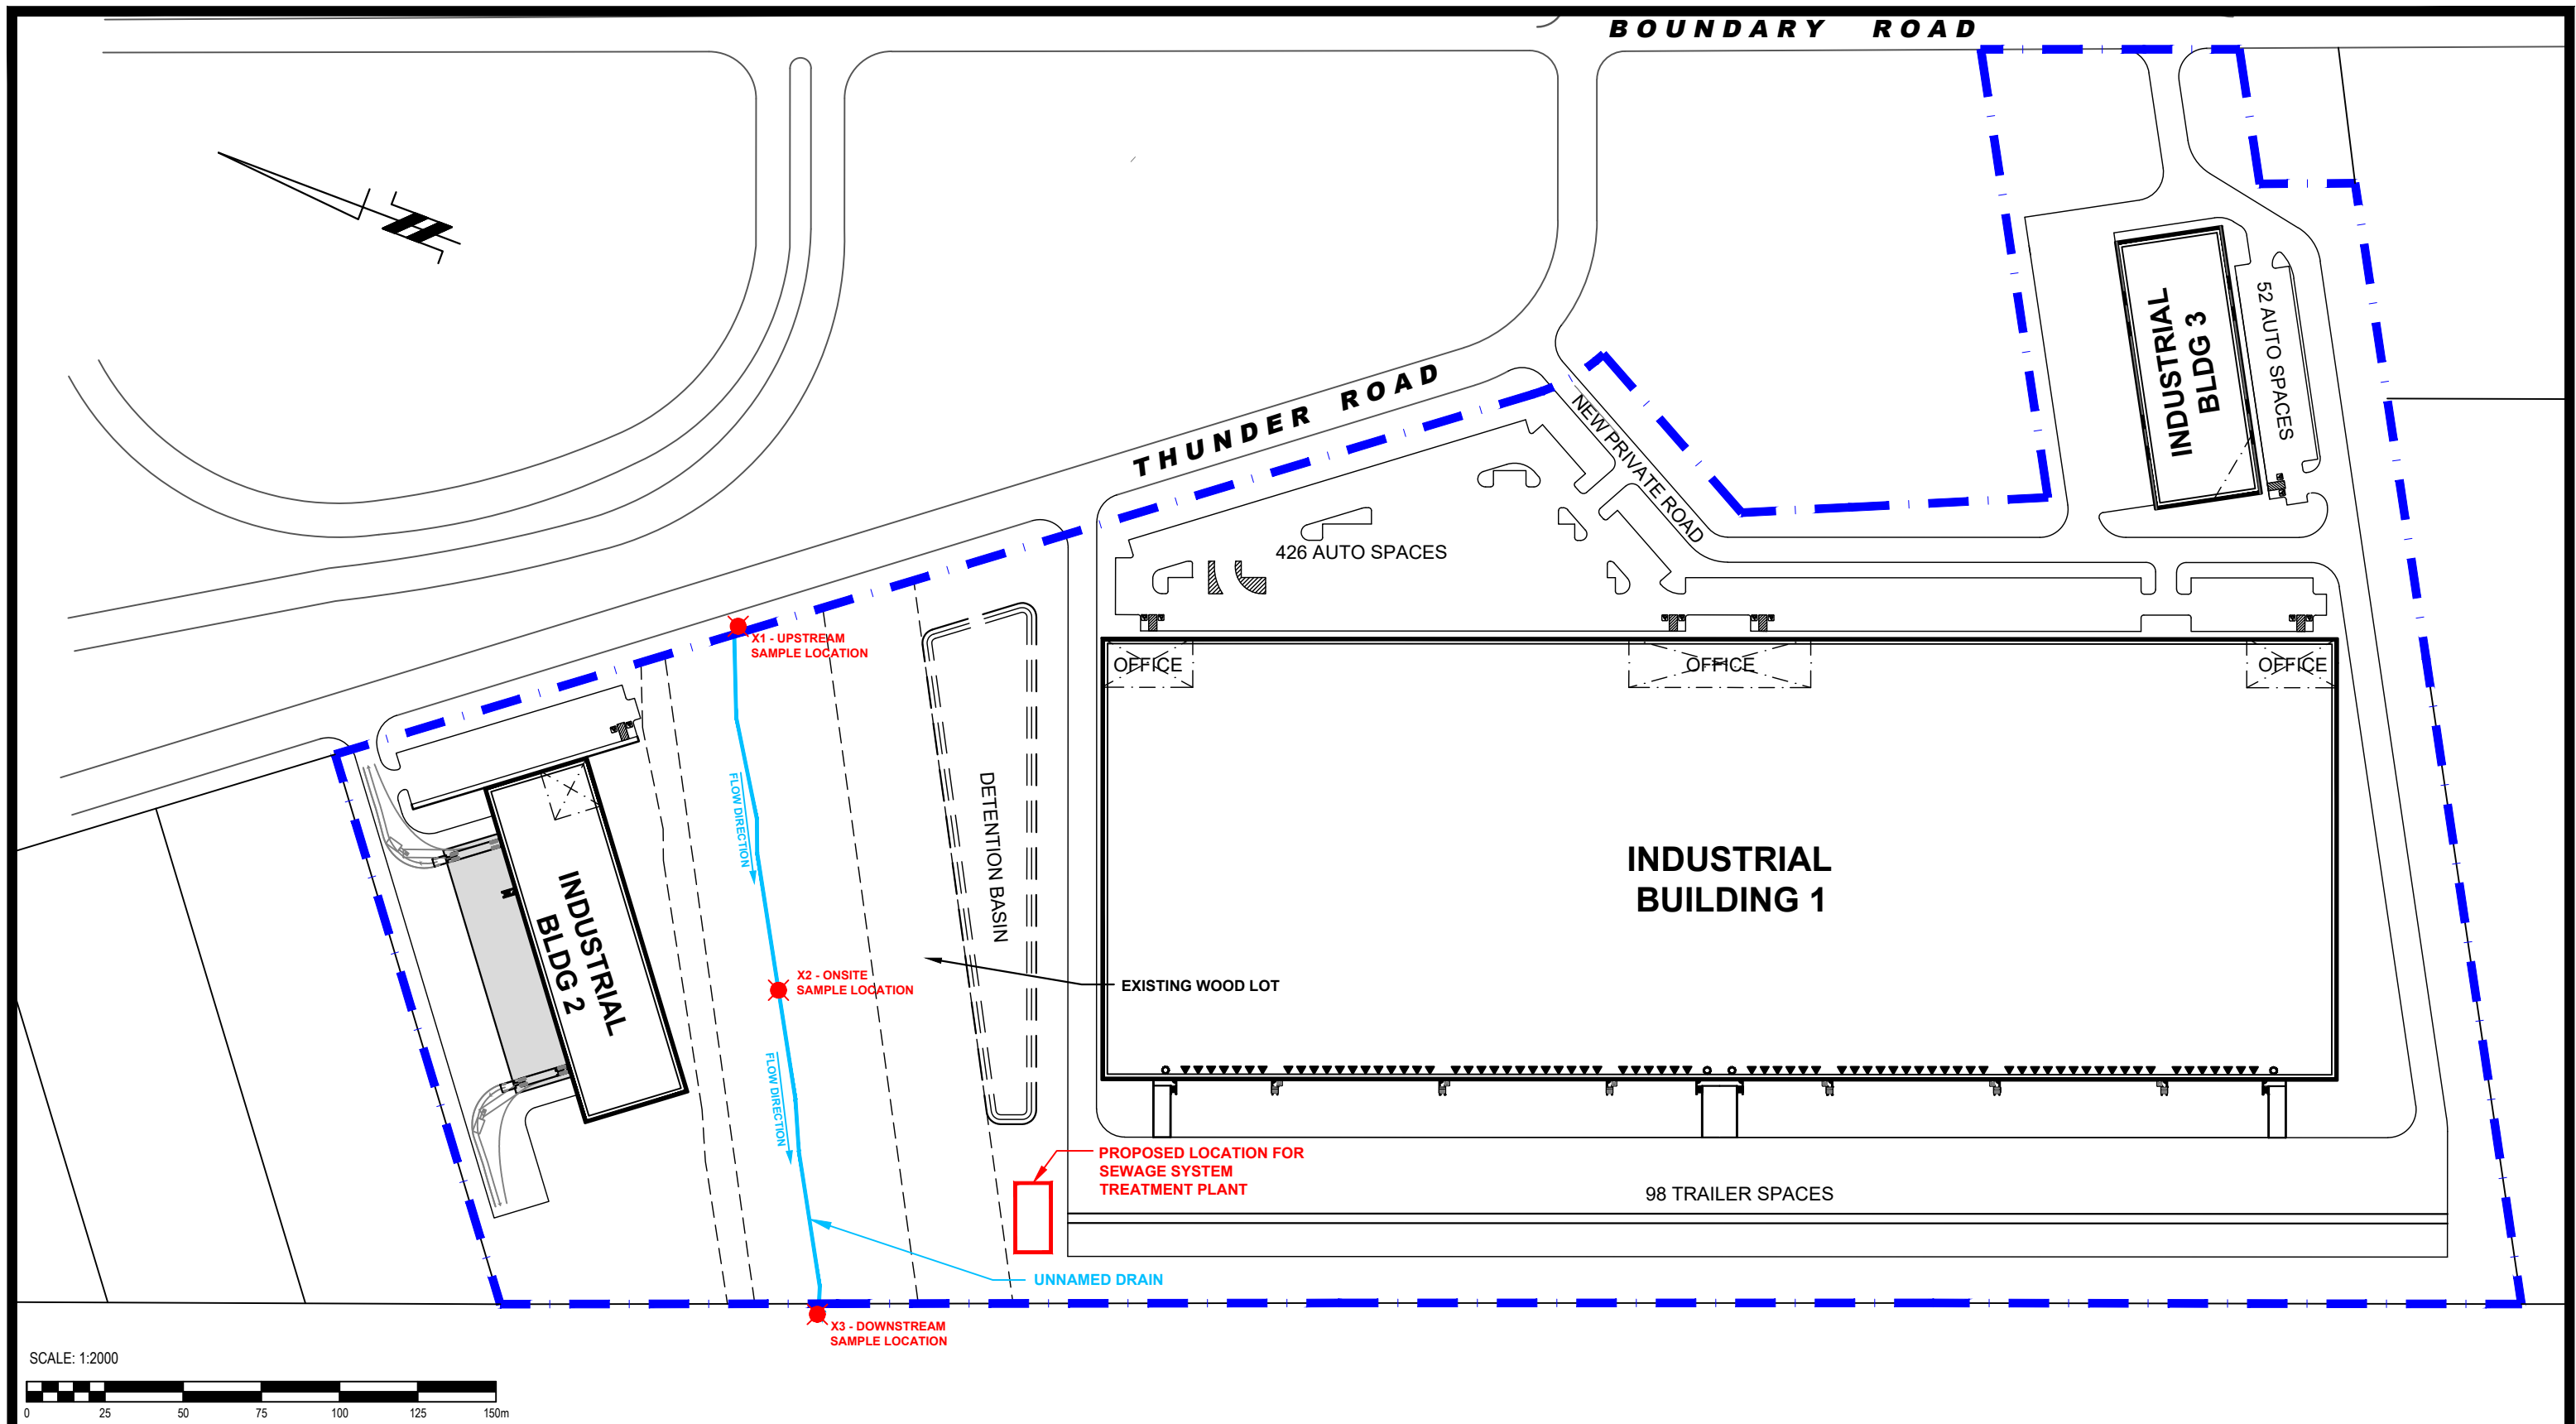 BOUNDARY ROAD
THUNDER ROAD
NEW PRIVATE ROAD
INDUSTRIAL
BLDG 3
52 AUTO SPACES
426 AUTO SPACES
X1 - UPSTREAM
SAMPLE LOCATION
OFFICE
OFFICE
OFFICE
FLOW DIRECTION
DETENTION BASIN
INDUSTRIAL
BUILDING 1
INDUSTRIAL
BLDG 2
X2 - ONSITE
SAMPLE LOCATION
EXISTING WOOD LOT
FLOW DIRECTION
PROPOSED LOCATION FOR
SEWAGE SYSTEM
TREATMENT PLANT
98 TRAILER SPACES
UNNAMED DRAIN
X3 - DOWNSTREAM
SAMPLE LOCATION
SCALE: 1:2000
0 25 50 75 100 125 150m